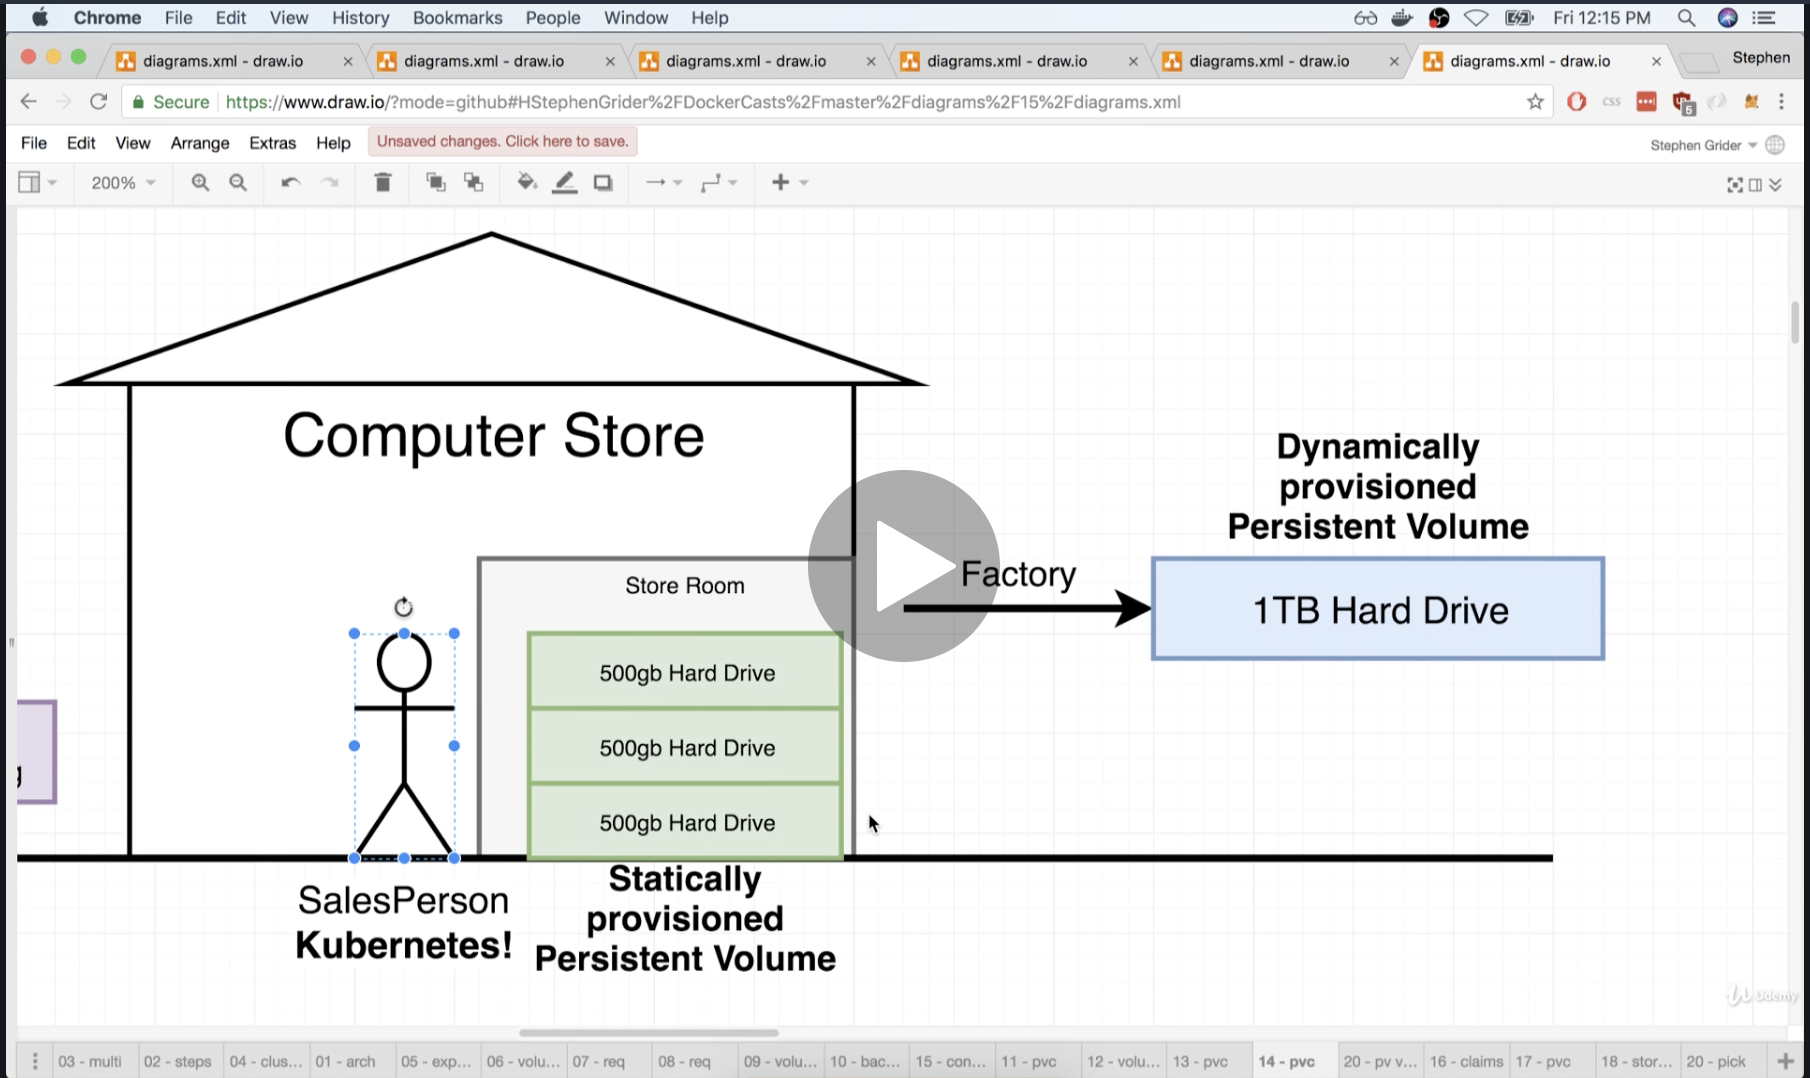 Chrome File Edit View History Bookmarks People Window Help Fri 12:15 PM
diagrams.xml - draw.io diagrams.xml - draw.io diagrams.xml - draw.io diagrams.xml - draw.io diagrams.xml - draw.io diagrams.xml - draw.io Stephen
Secure https://www.draw.io/?mode=github#HStephenGrider%2FDockerCasts%2Fmaster%2Fdiagrams%2F15%2Fdiagrams.xml css 5
File Edit View Arrange Extras Help Unsaved changes. Click here to save. Stephen Grider
200%
Computer Store
Store Room
500gb Hard Drive
500gb Hard Drive
500gb Hard Drive
SalesPerson
Kubernetes!
Statically
provisioned
Persistent Volume
Factory
Dynamically
provisioned
Persistent Volume
1TB Hard Drive
Udemy
03 - multi 02 - steps 04 - clus... 01 - arch 05 - exp... 06 - volu... 07 - req 08 - req 09 - volu... 10 - bac... 15 - con... 11 - pvc 12 - volu... 13 - pvc 14 - pvc 20 - pv v... 16 - claims 17 - pvc 18 - stor... 20 - pick